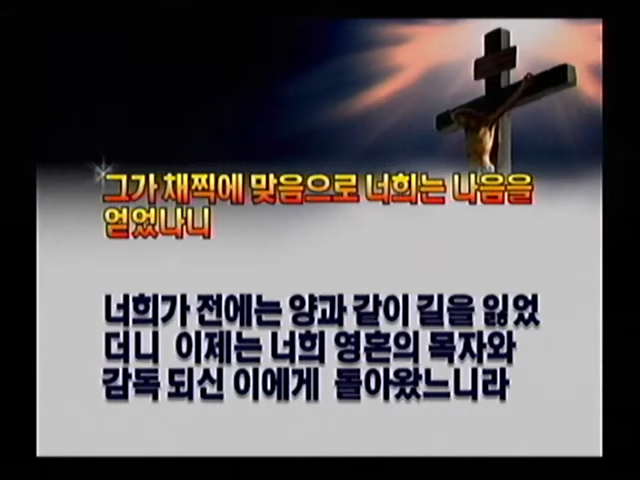 그가 채찍에 맞음으로 너희는 나음을
얻었나니
너희가 전에는 양과 같이 길을 잃었
더니 이제는 너희 영혼의 목자와
감독 되신 이에게 돌아왔느니라